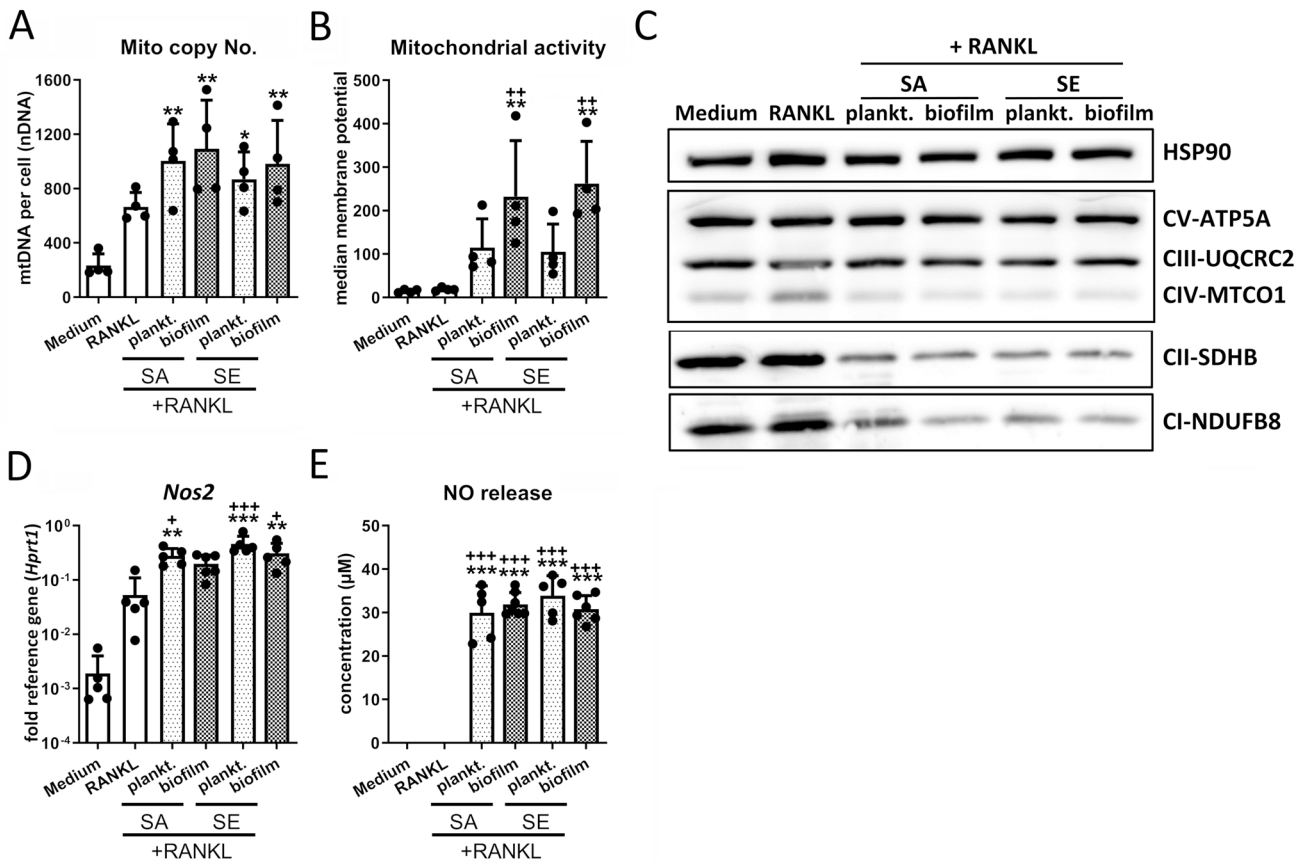 A
Mito copy No.
mtDNA per cell (nDNA)
1600
1200
800
400
0
** ** * **
Medium RANKL plankt. biofilm plankt. biofilm
SA SE
+RANKL
B
Mitochondrial activity
median membrane potential
500
400
300
200
100
0
++ ++
** **
Medium RANKL plankt. biofilm plankt. biofilm
SA SE
+RANKL
C
+ RANKL
SA SE
Medium RANKL plankt. biofilm plankt. biofilm
HSP90
CV-ATP5A
CIII-UQCRC2
CIV-MTCO1
CII-SDHB
CI-NDUFB8
D
Nos2
fold reference gene (Hprt1)
10⁰
10⁻¹
10⁻²
10⁻³
10⁻⁴
+ +++ +
** *** **
Medium RANKL plankt. biofilm plankt. biofilm
SA SE
+RANKL
E
NO release
concentration (µM)
50
40
30
20
10
0
+++ +++ +++ +++
*** *** *** ***
Medium RANKL plankt. biofilm plankt. biofilm
SA SE
+RANKL